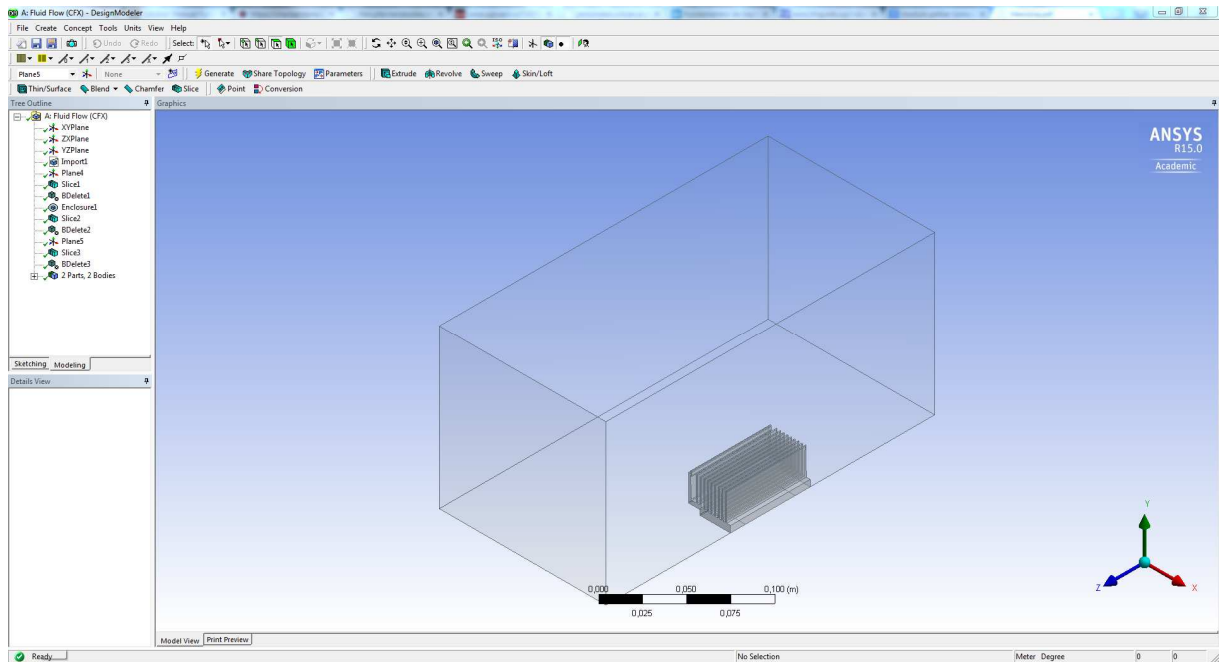 A: Fluid Flow (CFX) - DesignModeler
File Create Concept Tools Units View Help
Undo Redo Select: ISO
Plane5 None Generate Share Topology Parameters Extrude Revolve Sweep Skin/Loft
Thin/Surface Blend Chamfer Slice Point Conversion
Tree Outline
Graphics
A: Fluid Flow (CFX)
XYPlane
ZXPlane
YZPlane
Import1
Plane4
Slice1
BDelete1
Enclosure1
Slice2
BDelete2
Plane5
Slice3
BDelete3
2 Parts, 2 Bodies
Sketching Modeling
Details View
ANSYS
R15.0
Academic
0,000 0,050 0,100 (m)
0,025 0,075
Y
Z
X
Model View Print Preview
Ready
No Selection
Meter Degree 0 0